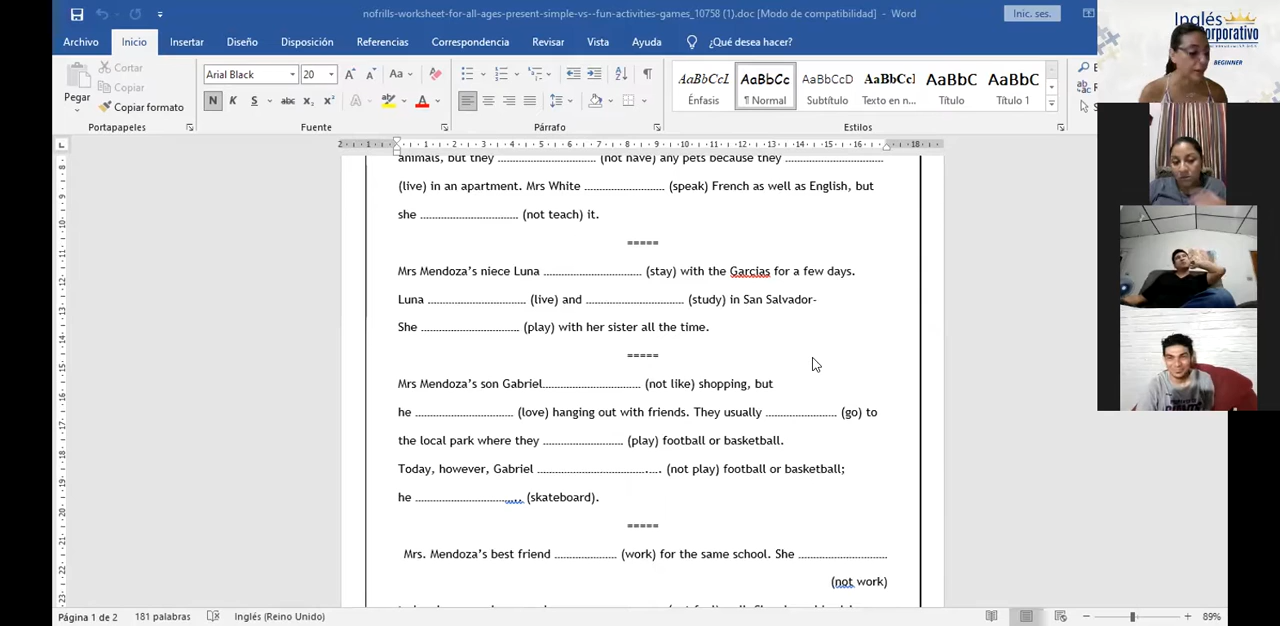 nofrills-worksheet-for-all-ages-present-simple-vs--fun-activities-games_10758 (1).doc [Modo de compatibilidad] - Word
Inic. ses.
Archivo Inicio Insertar Diseño Disposición Referencias Correspondencia Revisar Vista Ayuda ¿Qué desea hacer?
Pegar
Cortar
Copiar
Copiar formato
Portapapeles
Arial Black 20
N K S abc x₂ x²
Fuente
Párrafo
AaBbCcI Énfasis
AaBbCc ¶ Normal
AaBbCcD Subtítulo
AaBbCcI Texto en n...
AaBbC Título
AaBbC Título 1
Estilos
Inglés
corporativo
BEGINNER
animals, but they ........................... (not have) any pets because they ...........................
(live) in an apartment. Mrs White ........................ (speak) French as well as English, but
she ............................. (not teach) it.
=====
Mrs Mendoza's niece Luna ............................. (stay) with the Garcias for a few days.
Luna ............................. (live) and ............................. (study) in San Salvador-
She ............................. (play) with her sister all the time.
=====
Mrs Mendoza's son Gabriel............................. (not like) shopping, but
he ............................. (love) hanging out with friends. They usually ..................... (go) to
the local park where they ........................ (play) football or basketball.
Today, however, Gabriel .................................... (not play) football or basketball;
he ................................ (skateboard).
=====
Mrs. Mendoza's best friend .................. (work) for the same school. She ..........................
(not work)
Página 1 de 2 181 palabras Inglés (Reino Unido) 89%